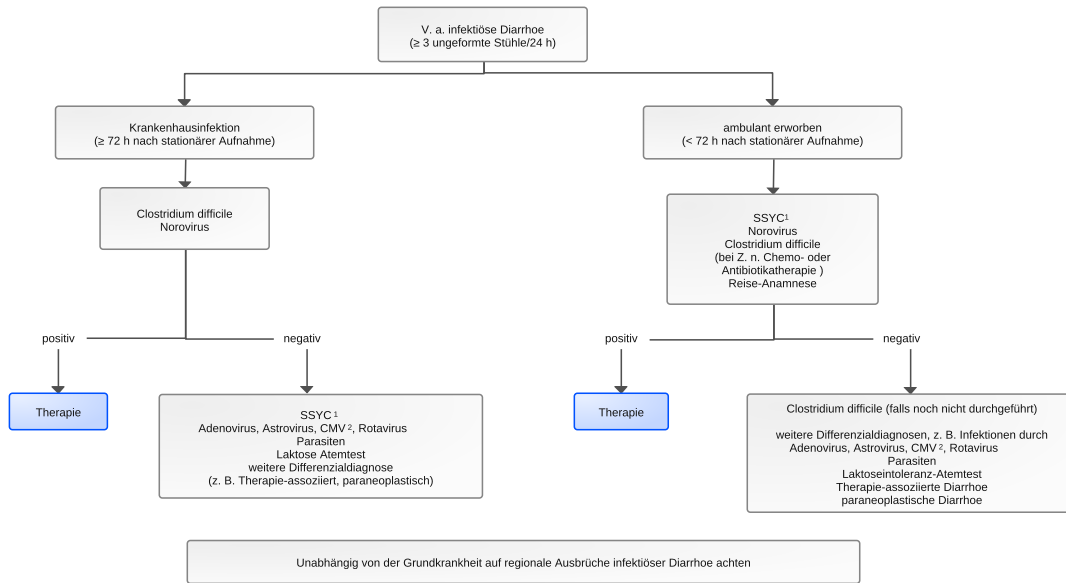 V. a. infektiöse Diarrhoe
(≥ 3 ungeformte Stühle/24 h)
Krankenhausinfektion
(≥ 72 h nach stationärer Aufnahme)
ambulant erworben
(< 72 h nach stationärer Aufnahme)
Clostridium difficile
Norovirus
SSYC¹
Norovirus
Clostridium difficile
(bei Z. n. Chemo- oder
Antibiotikatherapie )
Reise-Anamnese
positiv
negativ
positiv
negativ
Therapie
SSYC ¹
Adenovirus, Astrovirus, CMV ², Rotavirus
Parasiten
Laktose Atemtest
weitere Differenzialdiagnose
(z. B. Therapie-assoziiert, paraneoplastisch)
Therapie
Clostridium difficile (falls noch nicht durchgeführt)
weitere Differenzialdiagnosen, z. B. Infektionen durch
Adenovirus, Astrovirus, CMV ², Rotavirus
Parasiten
Laktoseintoleranz-Atemtest
Therapie-assoziierte Diarrhoe
paraneoplastische Diarrhoe
Unabhängig von der Grundkrankheit auf regionale Ausbrüche infektiöser Diarrhoe achten